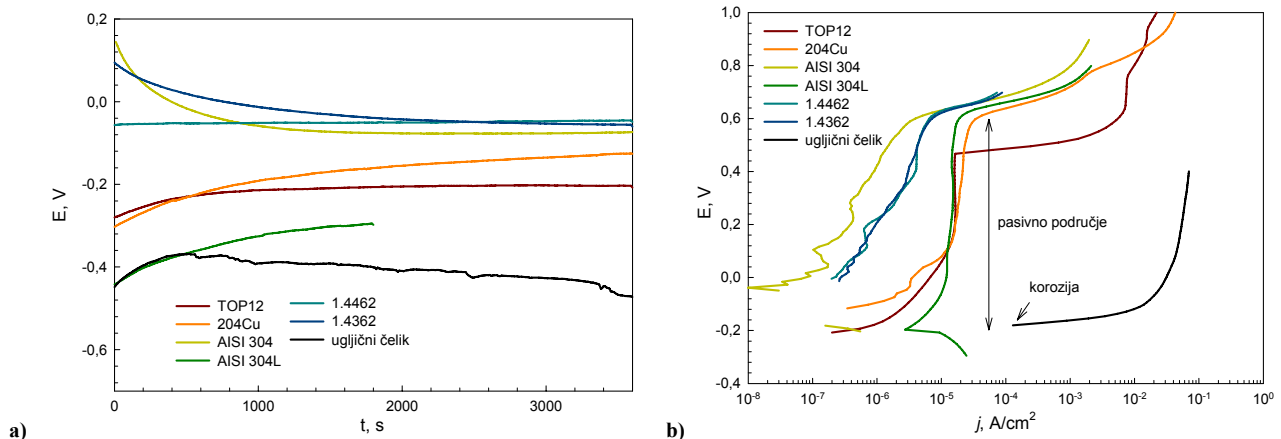 0,2
0,0
-0,2
-0,4
-0,6
E, V
0
1000
2000
3000
t, s
TOP12
204Cu
AISI 304
AISI 304L
1.4462
1.4362
ugljični čelik
a)
1,0
0,8
0,6
0,4
0,2
0,0
-0,2
-0,4
E, V
TOP12
204Cu
AISI 304
AISI 304L
1.4462
1.4362
ugljični čelik
pasivno područje
korozija
10⁻⁸
10⁻⁷
10⁻⁶
10⁻⁵
10⁻⁴
10⁻³
10⁻²
10⁻¹
10⁰
j, A/cm²
b)